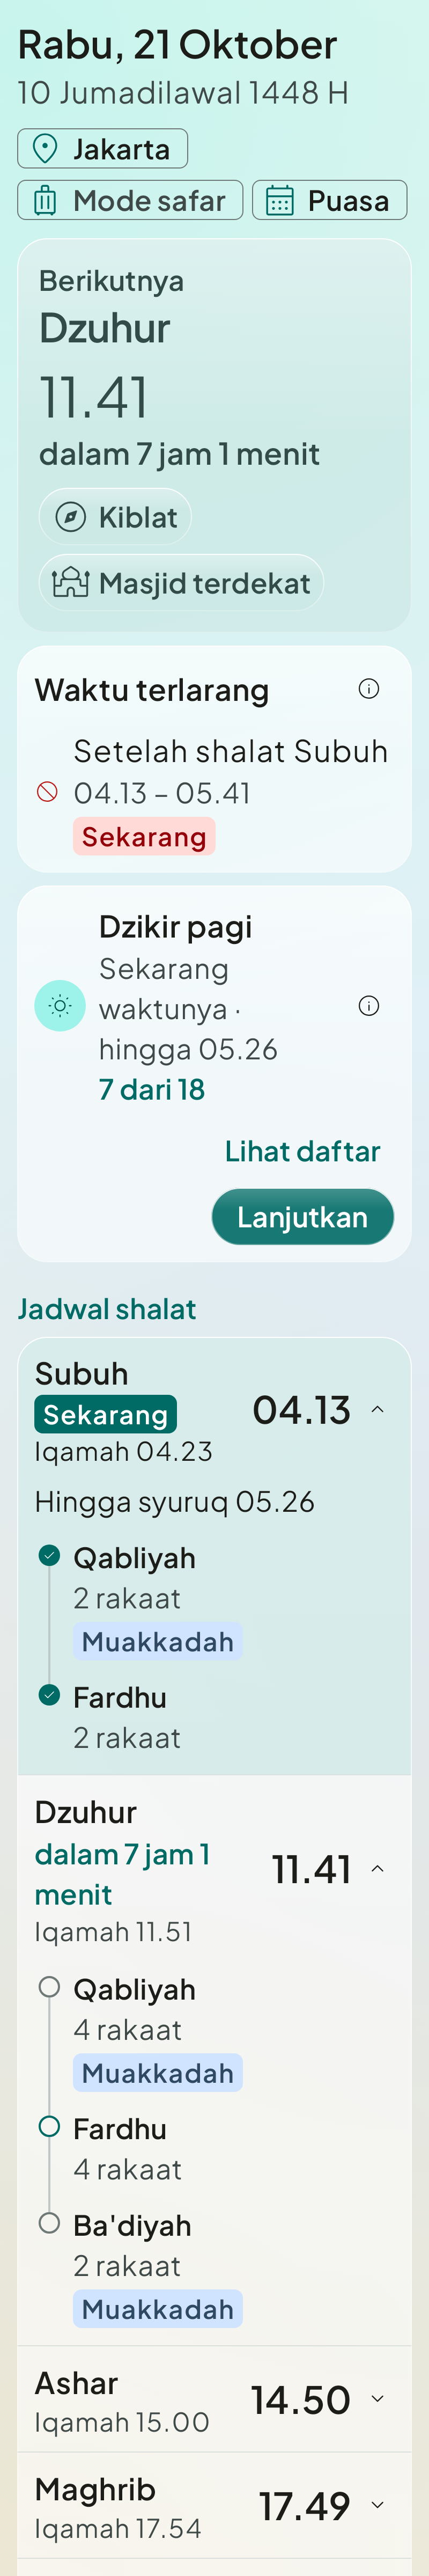 Rabu, 21 Oktober
10 Jumadilawal 1448 H
Jakarta
Mode safar
Puasa
Berikutnya
Dzuhur
11.41
dalam 7 jam 1 menit
Kiblat
Masjid terdekat
Waktu terlarang
Setelah shalat Subuh
04.13 – 05.41
Sekarang
Dzikir pagi
Sekarang
waktunya ·
hingga 05.26
7 dari 18
Lihat daftar
Lanjutkan
Jadwal shalat
Subuh
Sekarang
04.13
Iqamah 04.23
Hingga syuruq 05.26
Qabliyah
2 rakaat
Muakkadah
Fardhu
2 rakaat
Dzuhur
dalam 7 jam 1
menit
11.41
Iqamah 11.51
Qabliyah
4 rakaat
Muakkadah
Fardhu
4 rakaat
Ba'diyah
2 rakaat
Muakkadah
Ashar
14.50
Iqamah 15.00
Maghrib
17.49
Iqamah 17.54